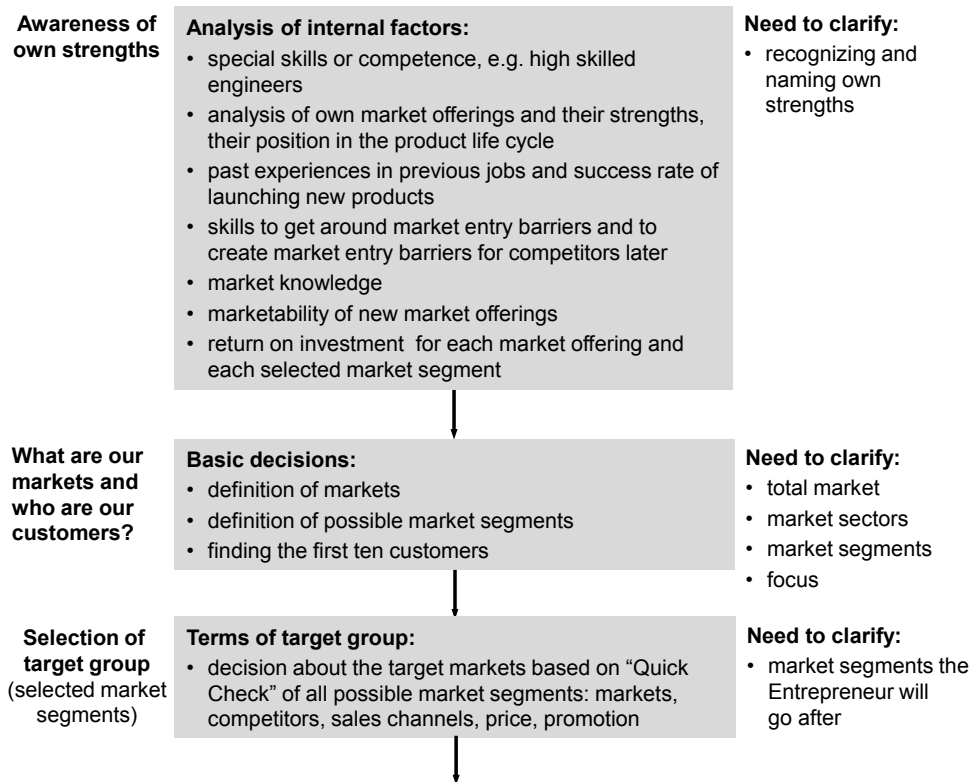 Awareness of
own strengths
Analysis of internal factors:
• special skills or competence, e.g. high skilled
engineers
• analysis of own market offerings and their strengths,
their position in the product life cycle
• past experiences in previous jobs and success rate of
launching new products
• skills to get around market entry barriers and to
create market entry barriers for competitors later
• market knowledge
• marketability of new market offerings
• return on investment for each market offering and
each selected market segment
Need to clarify:
• recognizing and
naming own
strengths
What are our
markets and
who are our
customers?
Basic decisions:
• definition of markets
• definition of possible market segments
• finding the first ten customers
Need to clarify:
• total market
• market sectors
• market segments
• focus
Selection of
target group
(selected market
segments)
Terms of target group:
• decision about the target markets based on “Quick
Check” of all possible market segments: markets,
competitors, sales channels, price, promotion
Need to clarify:
• market segments the
Entrepreneur will
go after